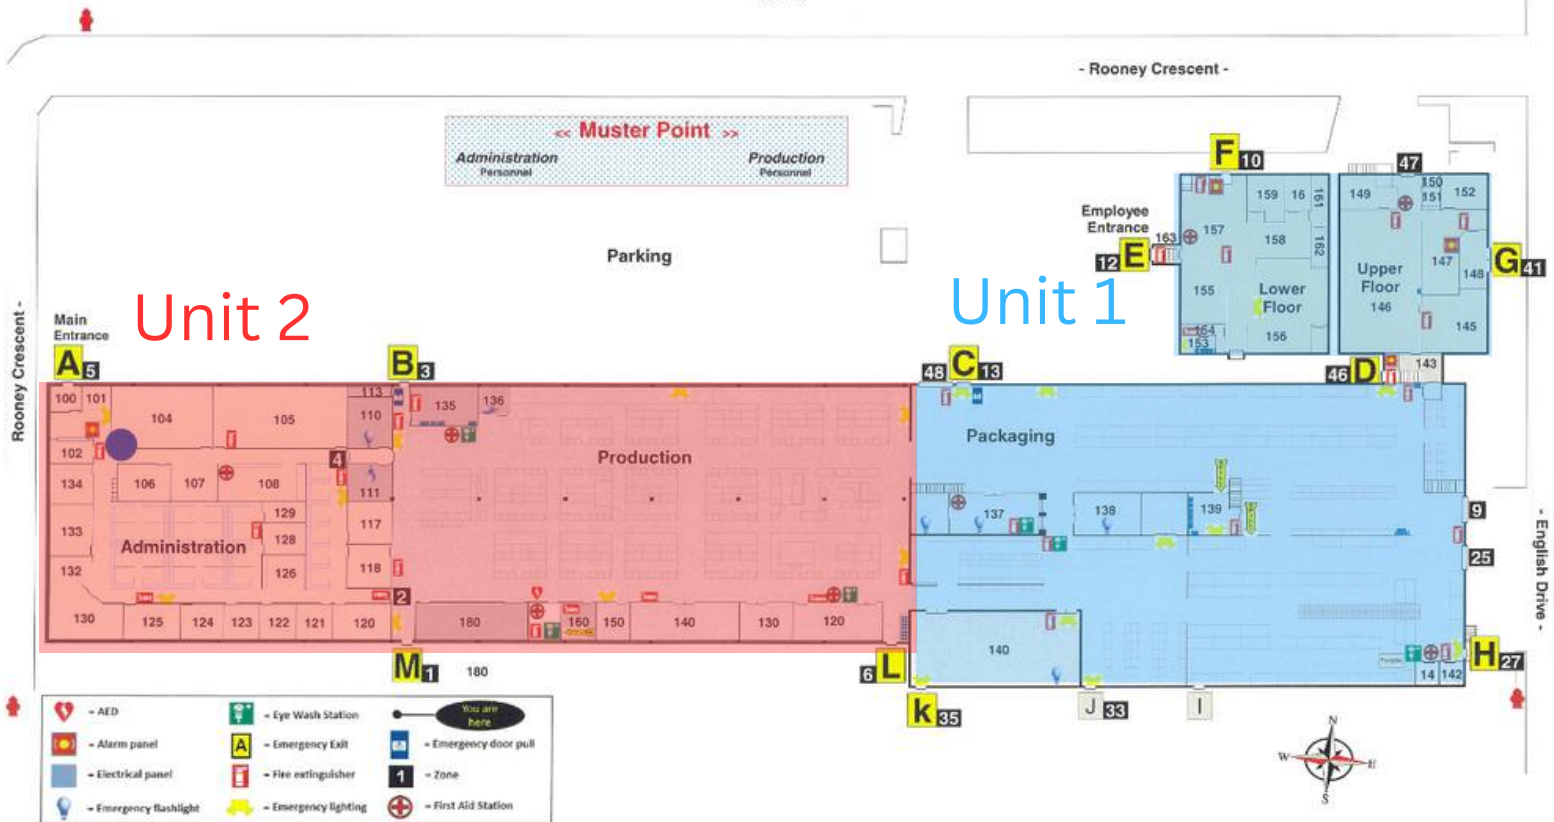 - Rooney Crescent -
<< Muster Point >>
Administration
Personnel
Production
Personnel
F 10
47
159 16 161
149 150 151 152
Employee
Entrance
163
12 E
157
158
162
147
148
G 41
Parking
155
Lower
Floor
Upper
Floor
146
145
164
153
156
Unit 2
Unit 1
- Rooney Crescent -
Main
Entrance
A 5
B 3
48 C 13
46 D
143
100 101
104
105
113
110
135
136
102
4
Production
Packaging
134
106 107 108
111
129
133
Administration
128
117
137
138
139
9
132
126
118
25
2
130
125 124 123 122 121 120
180
160 150 140 130 120
140
- English Drive -
H 27
14 142
M 1
180
6 L
k 35
J 33
I
= AED
= Alarm panel
= Electrical panel
= Emergency flashlight
= Eye Wash Station
A = Emergency Exit
= Fire extinguisher
= Emergency lighting
You are
here
= Emergency door pull
1 = Zone
= First Aid Station
N
W E
S